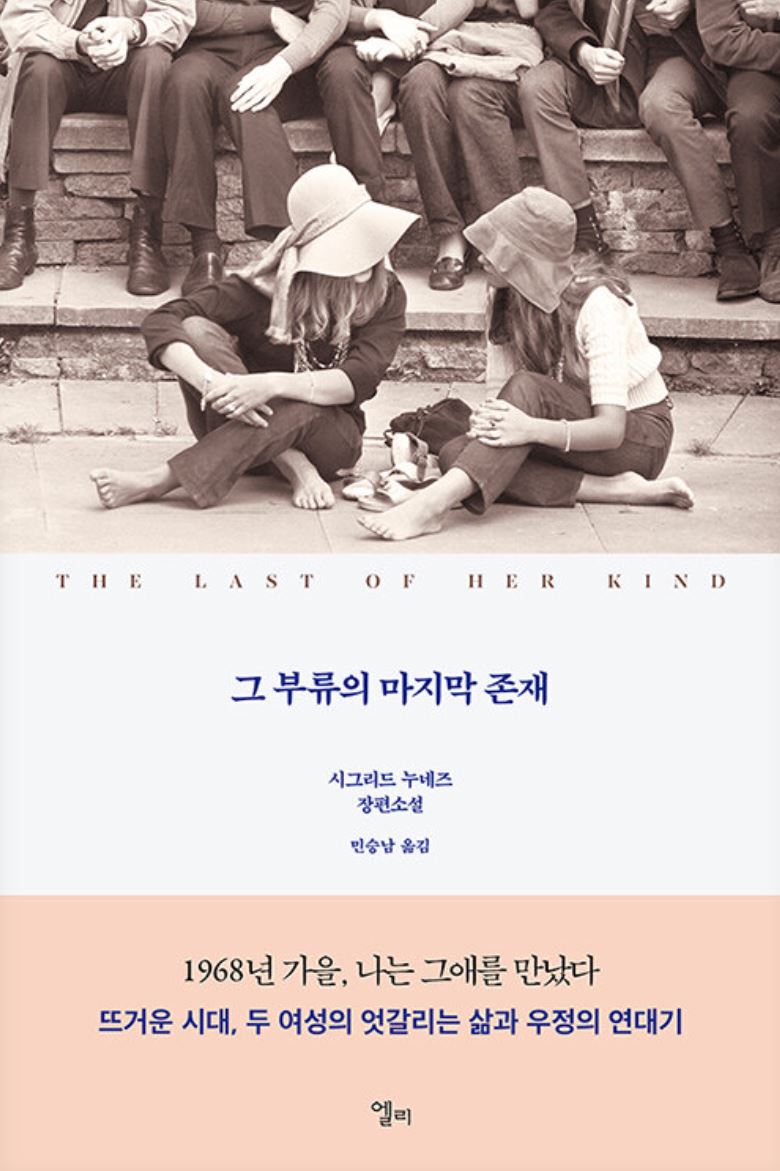 THE LAST OF HER KIND
그 부류의 마지막 존재
시그리드 누네즈
장편소설
민승남 옮김
1968년 가을, 나는 그애를 만났다
뜨거운 시대, 두 여성의 엇갈리는 삶과 우정의 연대기
엘리